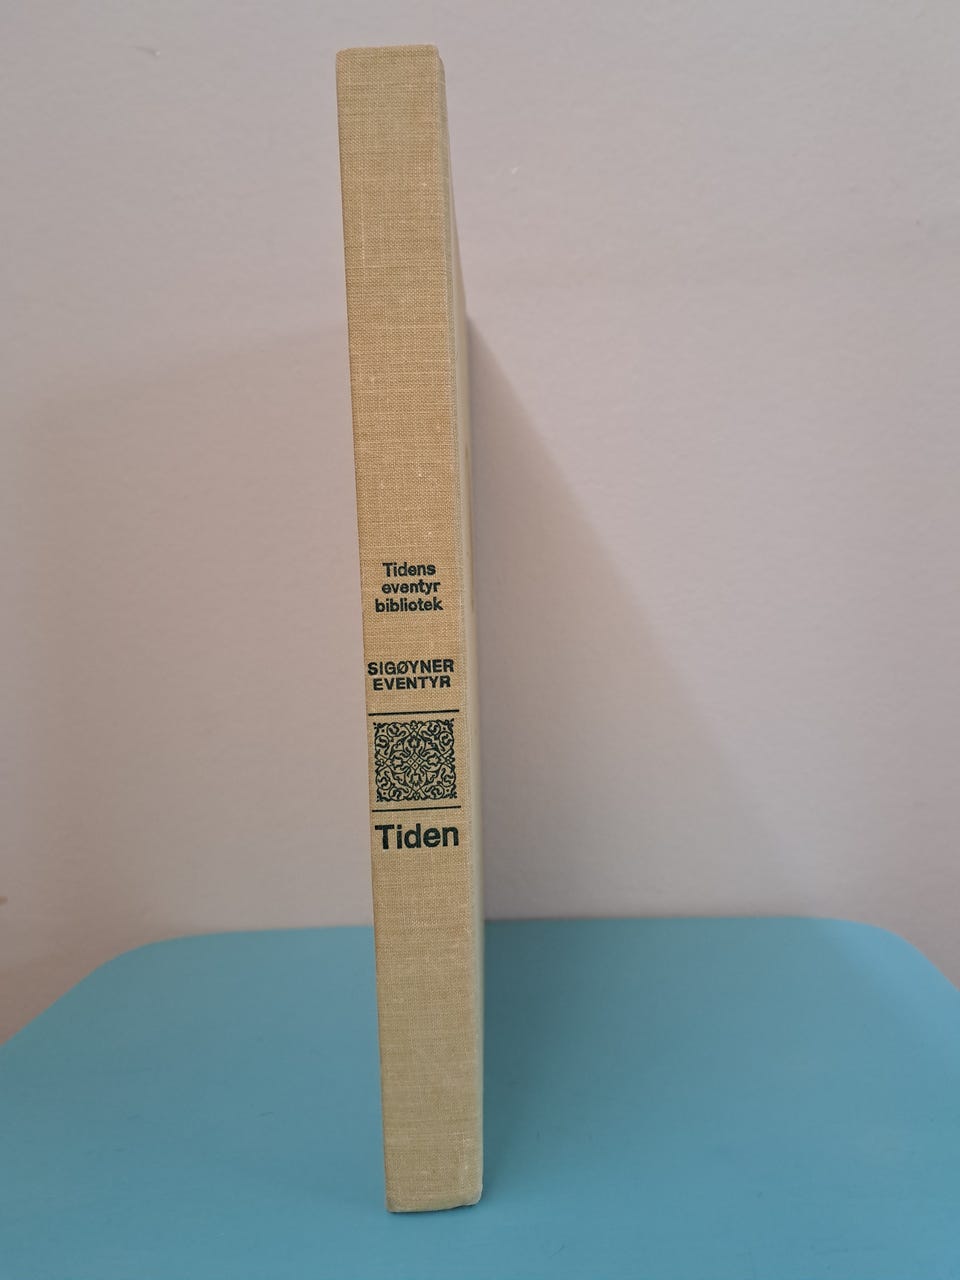 Tidens
eventyr
bibliotek
SIGØYNER
EVENTYR
Tiden